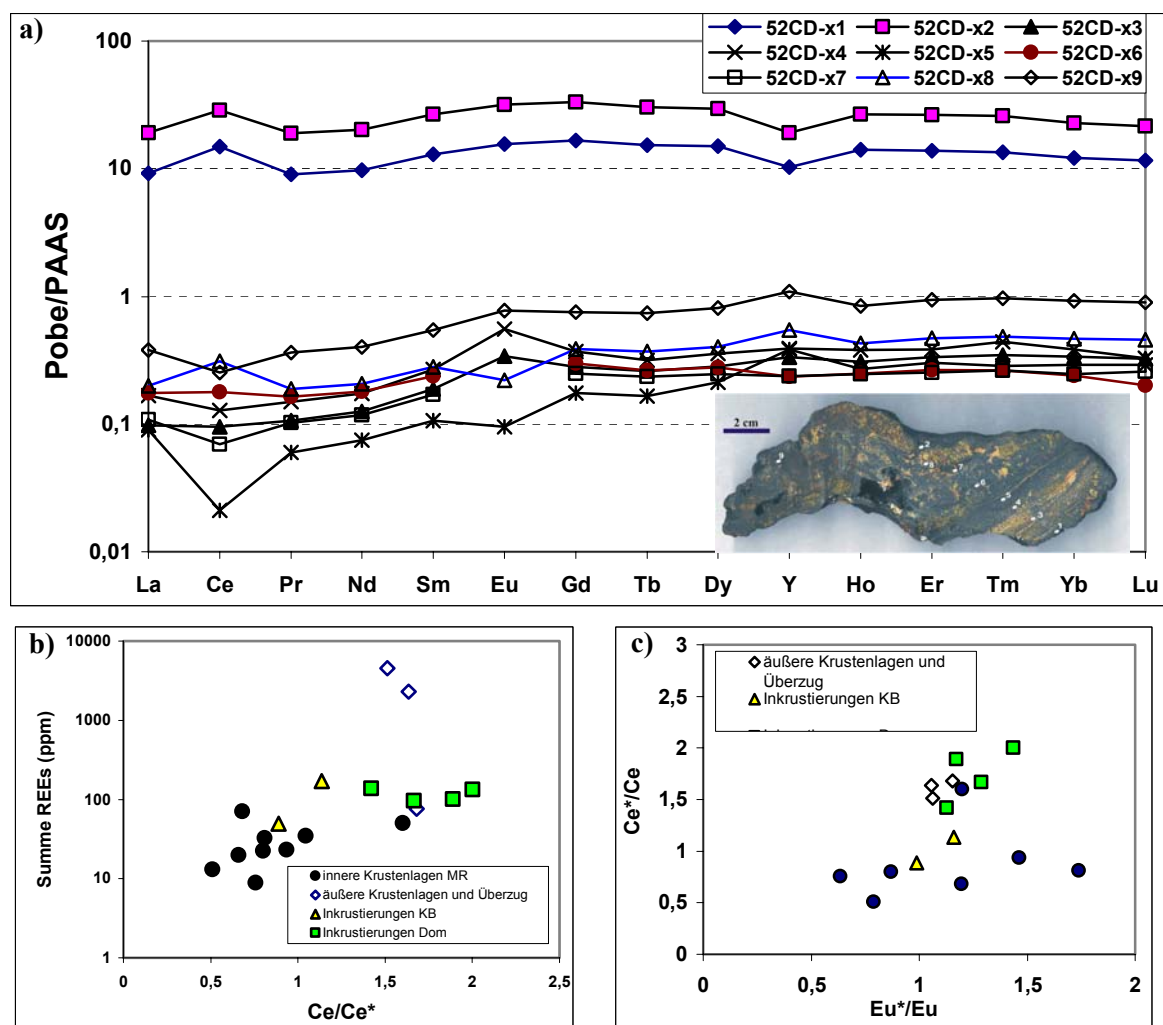 a)
52CD-x1 52CD-x2 52CD-x3
52CD-x4 52CD-x5 52CD-x6
52CD-x7 52CD-x8 52CD-x9
100
10
1
0,1
0,01
Pobe/PAAS
2 cm
La Ce Pr Nd Sm Eu Gd Tb Dy Y Ho Er Tm Yb Lu
b)
10000
1000
100
10
1
Summe REEs (ppm)
innere Krustenlagen MR
äußere Krustenlagen und Überzug
Inkrustierungen KB
Inkrustierungen Dom
0 0,5 1 1,5 2 2,5
Ce/Ce*
c)
3
2,5
2
1,5
1
0,5
0
Ce*/Ce
äußere Krustenlagen und
Überzug
Inkrustierungen KB
0 0,5 1 1,5 2
Eu*/Eu